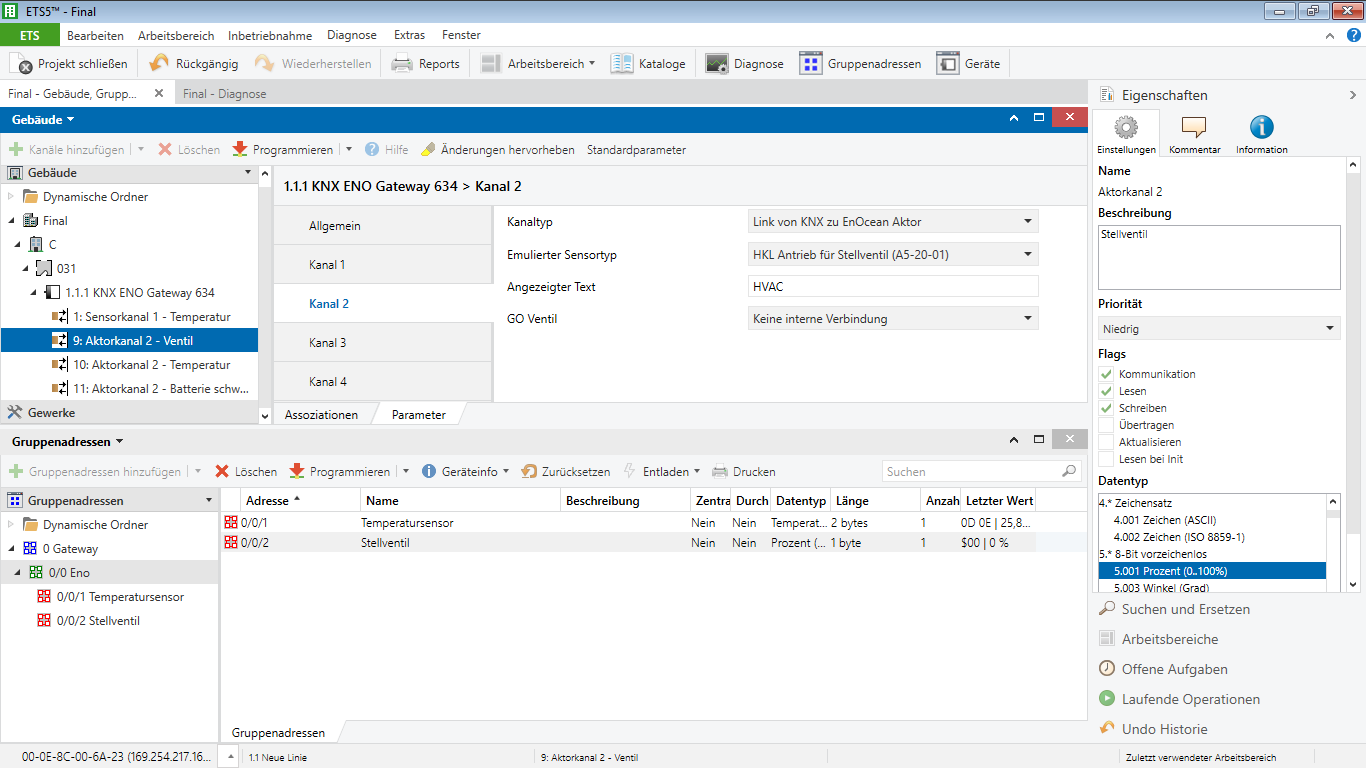 ETS5™ - Final
ETS Bearbeiten Arbeitsbereich Inbetriebnahme Diagnose Extras Fenster
Projekt schließen Rückgängig Wiederherstellen Reports Arbeitsbereich Kataloge Diagnose Gruppenadressen Geräte
Final - Gebäude, Grupp... Final - Diagnose
Gebäude
Kanäle hinzufügen Löschen Programmieren Hilfe Änderungen hervorheben Standardparameter
Gebäude
Dynamische Ordner
Final
C
031
1.1.1 KNX ENO Gateway 634
1: Sensorkanal 1 - Temperatur
9: Aktorkanal 2 - Ventil
10: Aktorkanal 2 - Temperatur
11: Aktorkanal 2 - Batterie schw...
Gewerke
1.1.1 KNX ENO Gateway 634 > Kanal 2
Allgemein
Kanal 1
Kanal 2
Kanal 3
Kanal 4
Kanaltyp Link von KNX zu EnOcean Aktor
Emulierter Sensortyp HKL Antrieb für Stellventil (A5-20-01)
Angezeigter Text HVAC
GO Ventil Keine interne Verbindung
Assoziationen Parameter
Gruppenadressen
Gruppenadressen hinzufügen Löschen Programmieren Geräteinfo Zurücksetzen Entladen Drucken Suchen
Gruppenadressen
Dynamische Ordner
0 Gateway
0/0 Eno
0/0/1 Temperatursensor
0/0/2 Stellventil
Adresse Name Beschreibung Zentra Durch Datentyp Länge Anzah Letzter Wert
0/0/1 Temperatursensor Nein Nein Temperat... 2 bytes 1 0D 0E | 25,8...
0/0/2 Stellventil Nein Nein Prozent (... 1 byte 1 $00 | 0 %
Gruppenadressen
Eigenschaften
Einstellungen Kommentar Information
Name
Aktorkanal 2
Beschreibung
Stellventil
Priorität
Niedrig
Flags
Kommunikation
Lesen
Schreiben
Übertragen
Aktualisieren
Lesen bei Init
Datentyp
4.* Zeichensatz
4.001 Zeichen (ASCII)
4.002 Zeichen (ISO 8859-1)
5.* 8-Bit vorzeichenlos
5.001 Prozent (0..100%)
5.003 Winkel (Grad)
Suchen und Ersetzen
Arbeitsbereiche
Offene Aufgaben
Laufende Operationen
Undo Historie
00-0E-8C-00-6A-23 (169.254.217.16... 1.1 Neue Linie 9: Aktorkanal 2 - Ventil Zuletzt verwendeter Arbeitsbereich